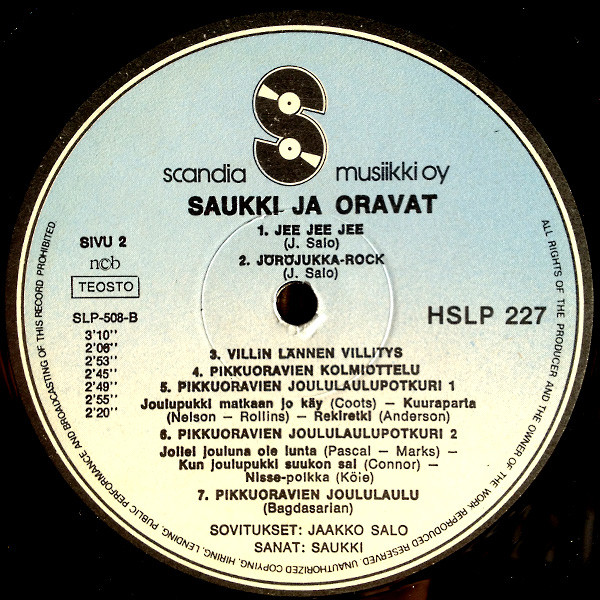 scandia musiikki oy
SAUKKI JA ORAVAT
1. JEE JEE JEE
(J. Salo)
2. JÖRÖJUKKA-ROCK
(J. Salo)
SIVU 2
ncb
TEOSTO
SLP-508-B
3'10''
2'06''
2'53''
2'45''
2'49''
2'55''
2'20''
HSLP 227
3. VILLIN LÄNNEN VILLITYS
4. PIKKUORAVIEN KOLMIOTTELU
5. PIKKUORAVIEN JOULULAULUPOTKURI 1
Joulupukki matkaan jo käy (Coots) – Kuuraparta
(Nelson – Rollins) – Rekiretki (Anderson)
6. PIKKUORAVIEN JOULULAULUPOTKURI 2
Jollei jouluna ole lunta (Pascal – Marks) –
Kun joulupukki suukon sai (Connor) –
Nisse-polkka (Köie)
7. PIKKUORAVIEN JOULULAULU
(Bagdasarian)
SOVITUKSET: JAAKKO SALO
SANAT: SAUKKI
ALL RIGHTS OF THE PRODUCER AND THE OWNER OF THE WORK REPRODUCED RESERVED. UNAUTHORIZED COPYING, HIRING, LENDING, PUBLIC PERFORMANCE AND BROADCASTING OF THIS RECORD PROHIBITED.